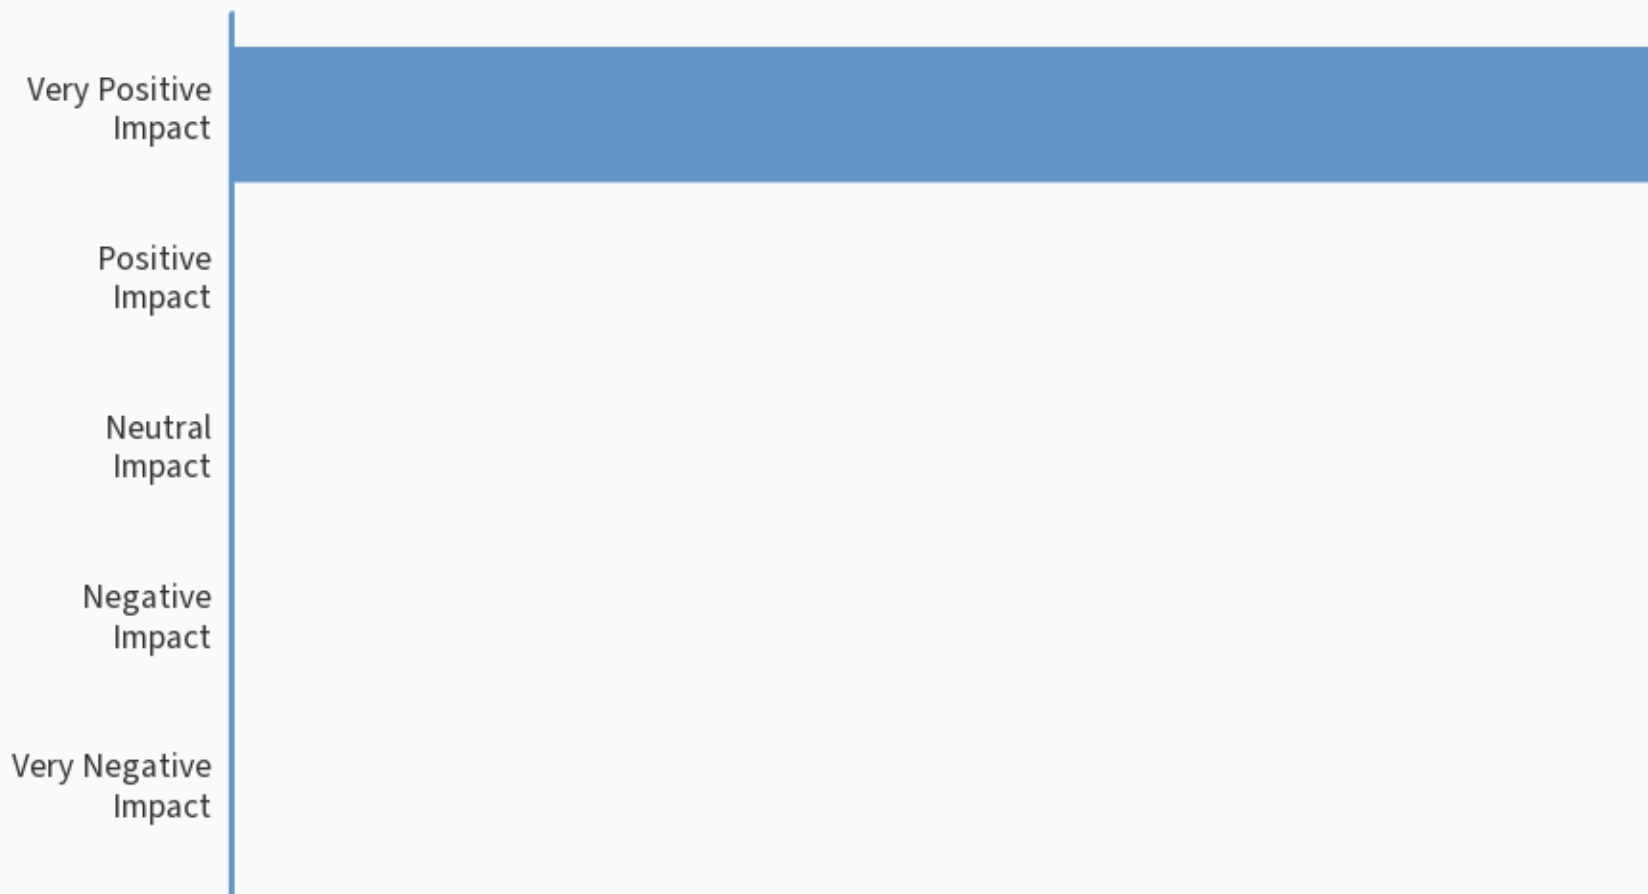 Very Positive
Impact
Positive
Impact
Neutral
Impact
Negative
Impact
Very Negative
Impact